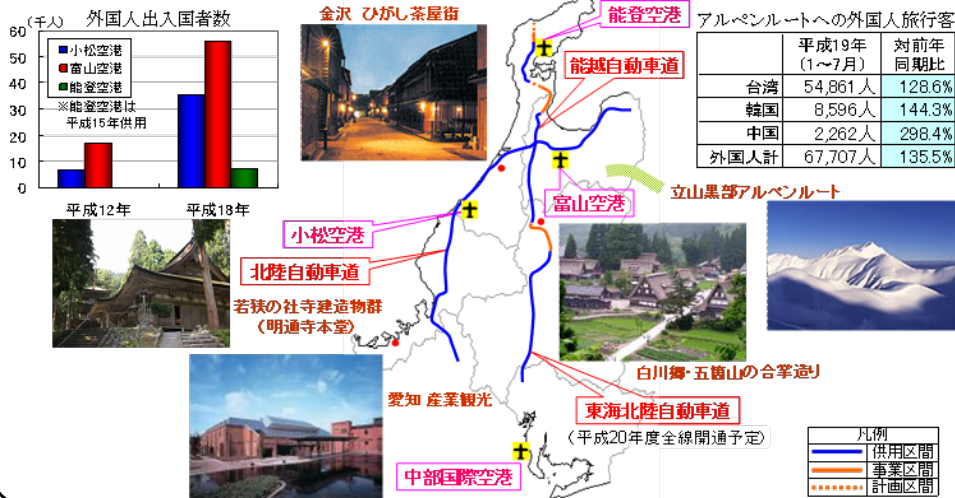 (千人) 外国人出入国者数
60
50
40
30
20
10
0
小松空港
富山空港
能登空港
※能登空港は
平成15年供用
平成12年
平成18年
金沢 ひがし茶屋街
能登空港
能越自動車道
アルペンルートへの外国人旅行客
平成19年
(1～7月)
対前年
同期比
台湾 54,861人 128.6%
韓国 8,596人 144.3%
中国 2,262人 298.4%
外国人計 67,707人 135.5%
立山黒部アルペンルート
富山空港
小松空港
北陸自動車道
若狭の社寺建造物群
(明通寺本堂)
白川郷・五箇山の合掌造り
愛知 産業観光
東海北陸自動車道
(平成20年度全線開通予定)
中部国際空港
凡例
供用区間
事業区間
計画区間